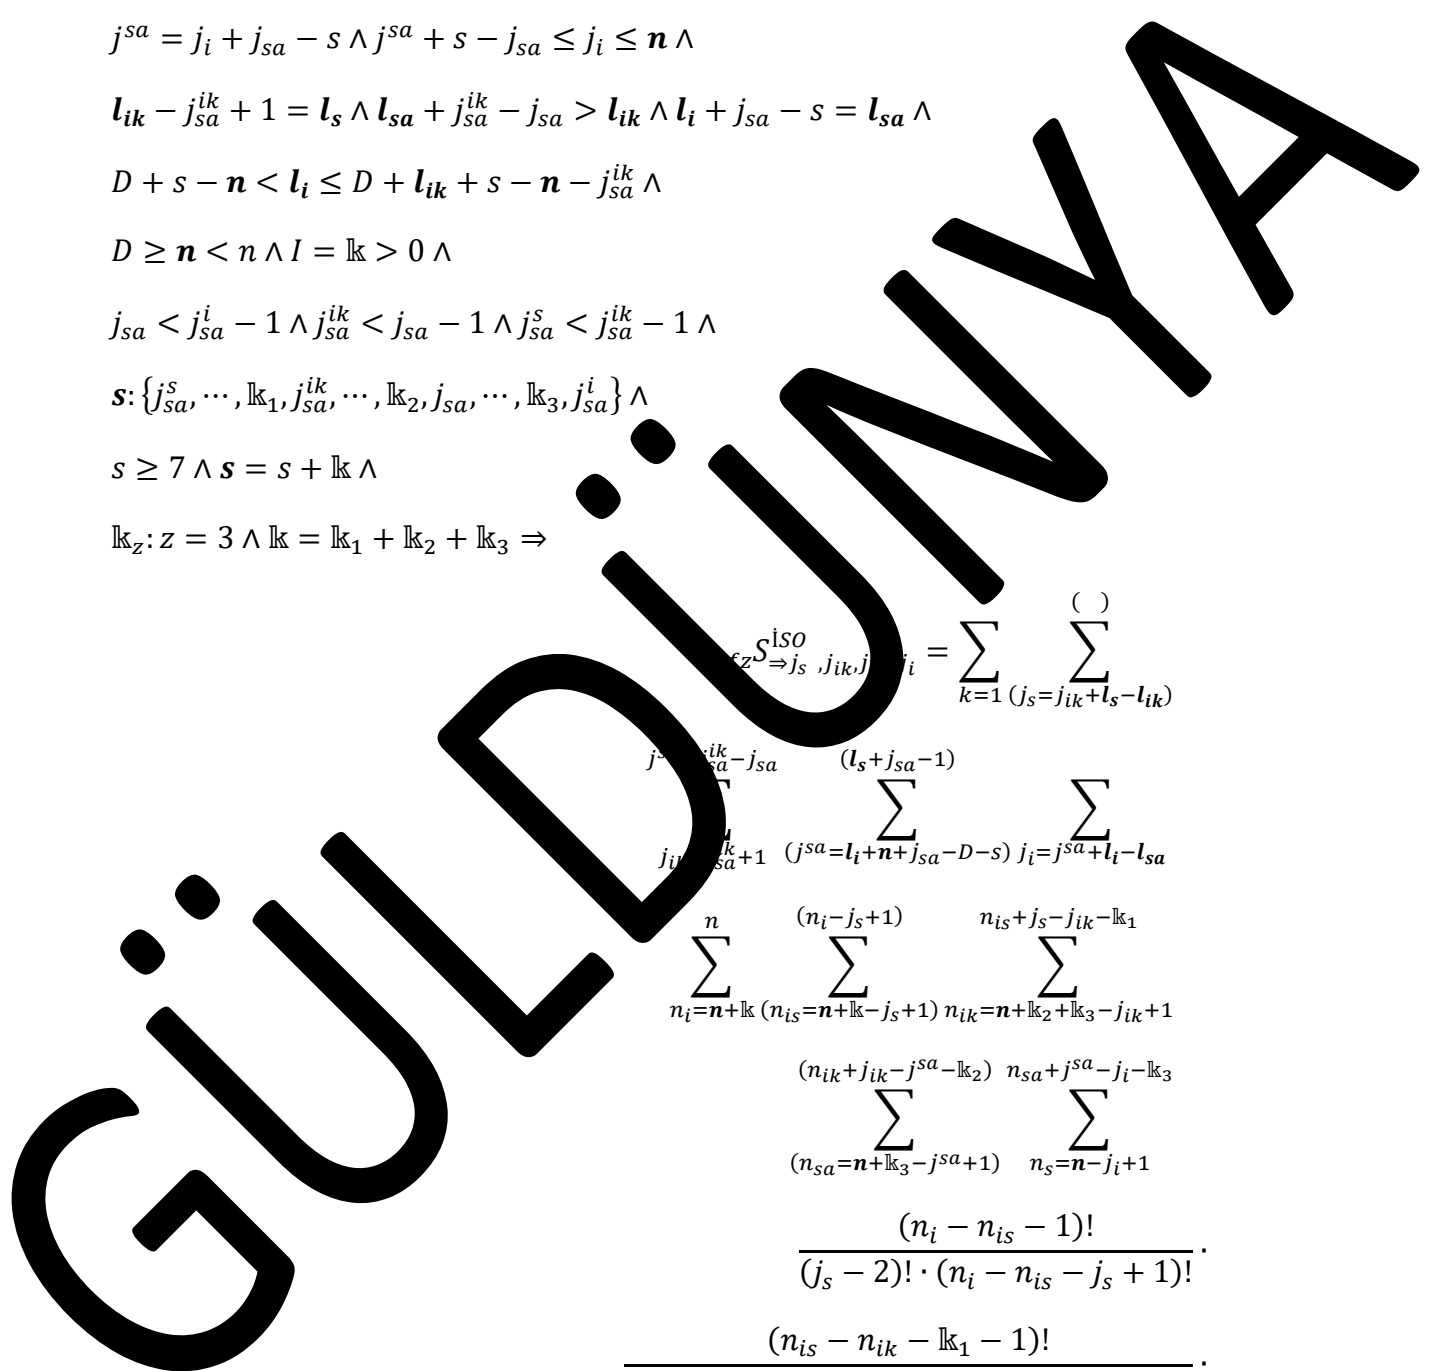 j^{sa} = j_i + j_{sa} − s ∧ j^{sa} + s − j_{sa} ≤ j_i ≤ n ∧
l_{ik} − j_{sa}^{ik} + 1 = l_s ∧ l_{sa} + j_{sa}^{ik} − j_{sa} > l_{ik} ∧ l_i + j_{sa} − s = l_{sa} ∧
D + s − n < l_i ≤ D + l_{ik} + s − n − j_{sa}^{ik} ∧
D ≥ n < n ∧ I = 𝕜 > 0 ∧
j_{sa} < j_{sa}^i − 1 ∧ j_{sa}^{ik} < j_{sa} − 1 ∧ j_{sa}^s < j_{sa}^{ik} − 1 ∧
s: {j_{sa}^s, ⋯, 𝕜_1, j_{sa}^{ik}, ⋯, 𝕜_2, j_{sa}, ⋯, 𝕜_3, j_{sa}^i} ∧
s ≥ 7 ∧ s = s + 𝕜 ∧
𝕜_z: z = 3 ∧ 𝕜 = 𝕜_1 + 𝕜_2 + 𝕜_3 ⇒
S_{⇒j_s ,j_{ik},j i}^{İSO} = ∑_{k=1} ∑_{(j_s=j_{ik}+l_s−l_{ik})}^{( )}
∑ ∑_{(j^{sa}=l_i+n+j_{sa}−D−s)}^{(l_s+j_{sa}−1)} ∑_{j_i=j^{sa}+l_i−l_{sa}}
∑_{n_i=n+𝕜}^{n} ∑_{(n_{is}=n+𝕜−j_s+1)}^{(n_i−j_s+1)} ∑_{n_{ik}=n+𝕜_2+𝕜_3−j_{ik}+1}^{n_{is}+j_s−j_{ik}−𝕜_1}
∑_{(n_{sa}=n+𝕜_3−j^{sa}+1)}^{(n_{ik}+j_{ik}−j^{sa}−𝕜_2)} ∑_{n_s=n−j_i+1}^{n_{sa}+j^{sa}−j_i−𝕜_3}
(n_i − n_{is} − 1)!
(j_s − 2)! · (n_i − n_{is} − j_s + 1)! ·
(n_{is} − n_{ik} − 𝕜_1 − 1)! ·
GÜLDÜNYA